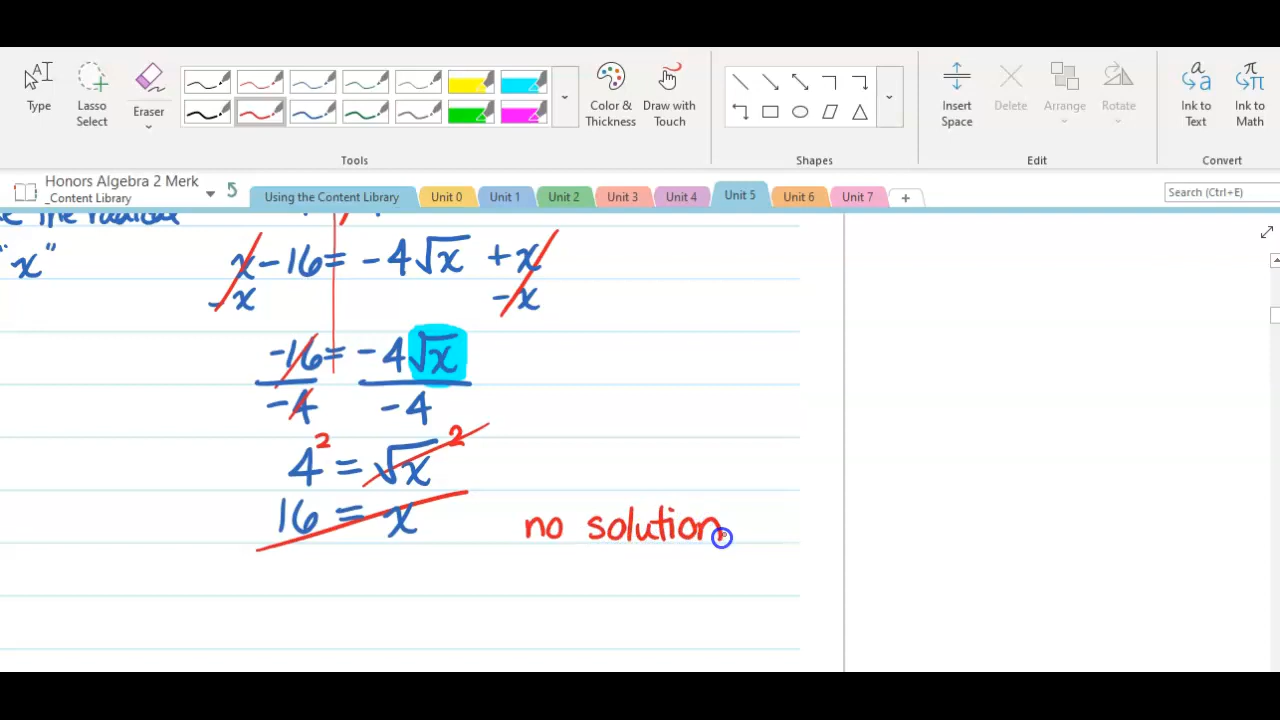 Type
Lasso Select
Eraser
Color & Thickness
Draw with Touch
Insert Space
Delete
Arrange
Rotate
a
a
Ink to Text
π
π
Ink to Math
Tools
Shapes
Edit
Convert
Honors Algebra 2 Merk
_Content Library
Using the Content Library
Unit 0
Unit 1
Unit 2
Unit 3
Unit 4
Unit 5
Unit 6
Unit 7
+
Search (Ctrl+E)
the radical
"x"
x - 16 = -4√x + x
- x - x
-16 = -4√x
-4 -4
4² = √x²
16 = x
no solution